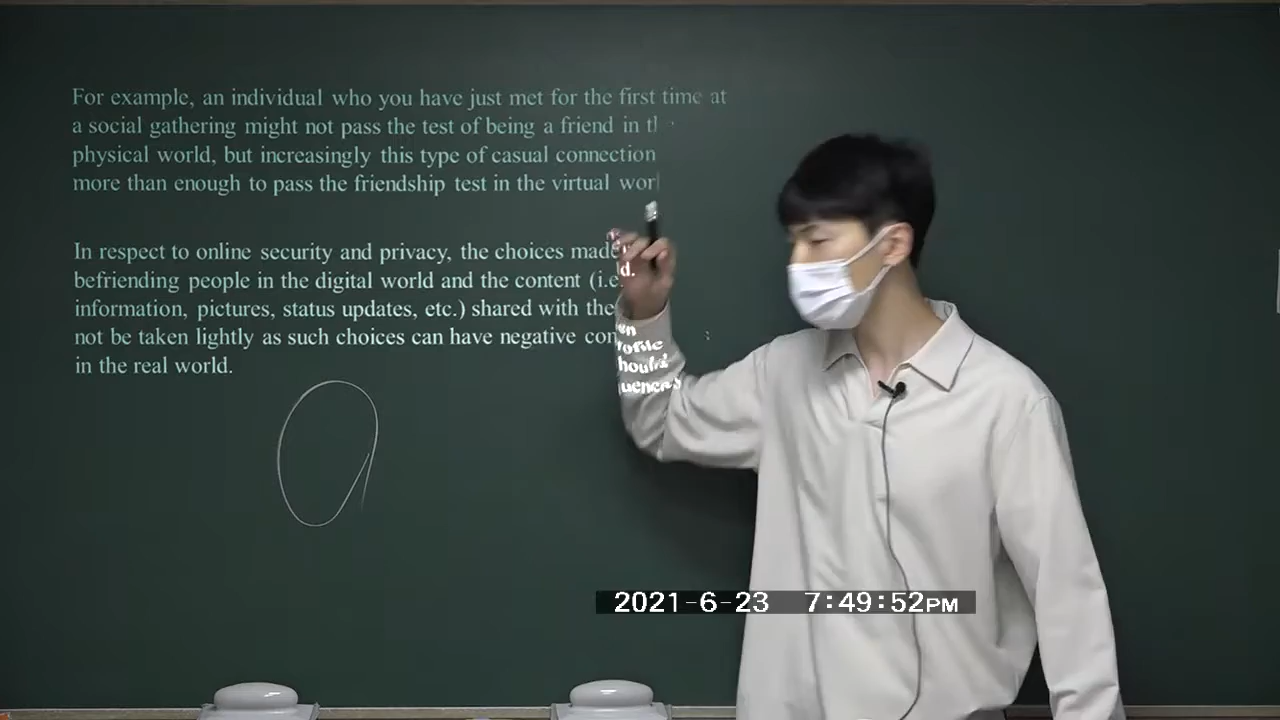 For example, an individual who you have just met for the first time at
a social gathering might not pass the test of being a friend in
physical world, but increasingly this type of casual connection
more than enough to pass the friendship test in the virtual
In respect to online security and privacy, the choices made
befriending people in the digital world and the content (i.e.
information, pictures, status updates, etc.) shared with the
not be taken lightly as such choices can have negative
in the real world.
2021-6-23 7:49:52PM